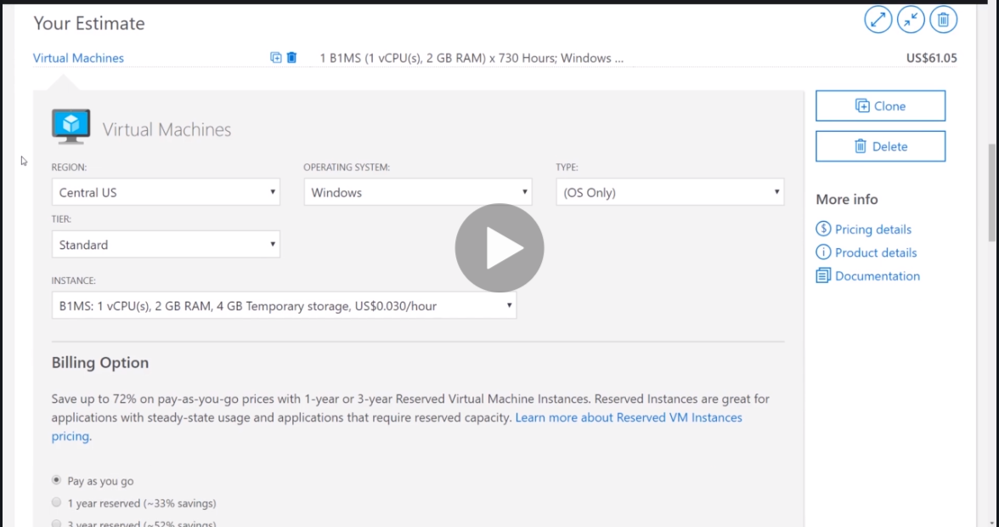 Your Estimate
Virtual Machines 1 B1MS (1 vCPU(s), 2 GB RAM) x 730 Hours; Windows ... US$61.05
Clone
Virtual Machines
Delete
REGION: OPERATING SYSTEM: TYPE:
Central US Windows (OS Only)
More info
TIER:
Pricing details
Standard
Product details
Documentation
INSTANCE:
B1MS: 1 vCPU(s), 2 GB RAM, 4 GB Temporary storage, US$0.030/hour
Billing Option
Save up to 72% on pay-as-you-go prices with 1-year or 3-year Reserved Virtual Machine Instances. Reserved Instances are great for
applications with steady-state usage and applications that require reserved capacity. Learn more about Reserved VM Instances
pricing.
Pay as you go
1 year reserved (~33% savings)
3 year reserved (~52% savings)